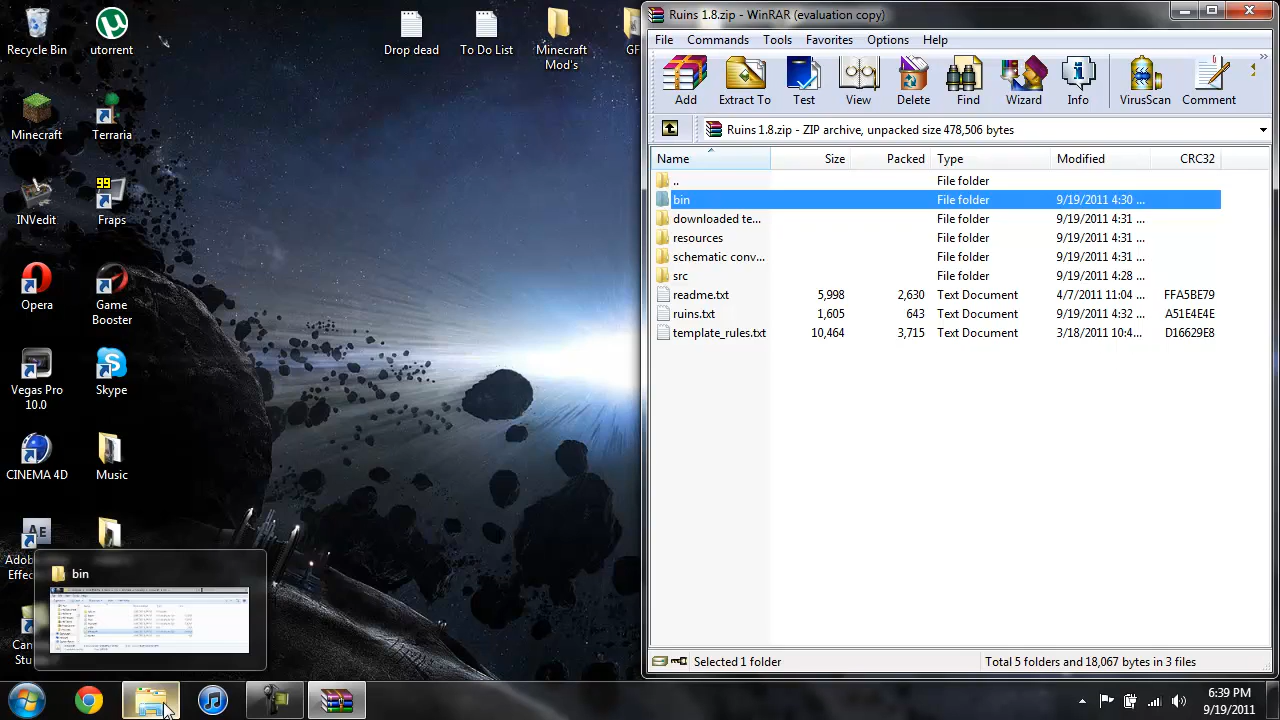 Recycle Bin
utorrent
Drop dead
To Do List
Minecraft
Mod's
GF
Minecraft
Terraria
INVedit
99
Fraps
Opera
Game
Booster
Vegas Pro
10.0
Skype
CINEMA 4D
Music
AE
Adob
Effec
Stu
bin
Ruins 1.8.zip - WinRAR (evaluation copy)
File Commands Tools Favorites Options Help
Add Extract To Test View Delete Find Wizard Info VirusScan Comment
Ruins 1.8.zip - ZIP archive, unpacked size 478,506 bytes
Name Size Packed Type Modified CRC32
.. File folder
bin File folder 9/19/2011 4:30 ...
downloaded te... File folder 9/19/2011 4:31 ...
resources File folder 9/19/2011 4:31 ...
schematic conv... File folder 9/19/2011 4:31 ...
src File folder 9/19/2011 4:28 ...
readme.txt 5,998 2,630 Text Document 4/7/2011 11:04 ... FFA5BE79
ruins.txt 1,605 643 Text Document 9/19/2011 4:32 ... A51E4E4E
template_rules.txt 10,464 3,715 Text Document 3/18/2011 10:4... D16629E8
Selected 1 folder
Total 5 folders and 18,067 bytes in 3 files
6:39 PM
9/19/2011